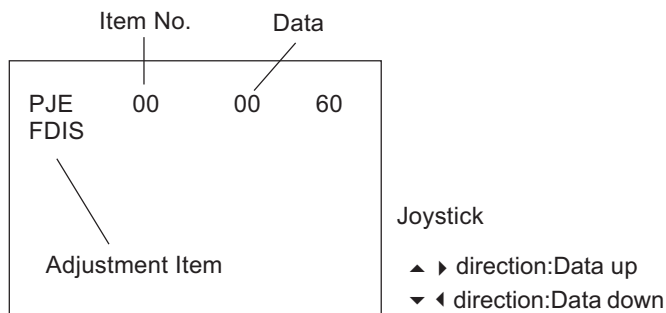 Item No. Data
PJE 00 00 60
FDIS
Joystick
Adjustment Item
▲ ▶ direction:Data up
▼ ◀ direction:Data down